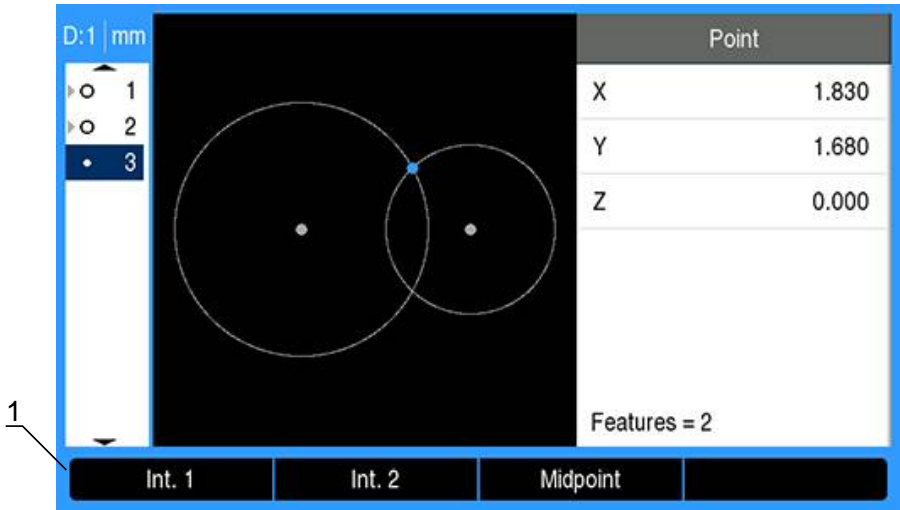 D:1 mm
Point
1
2
3
X 1.830
Y 1.680
Z 0.000
Features = 2
1
Int. 1 Int. 2 Midpoint